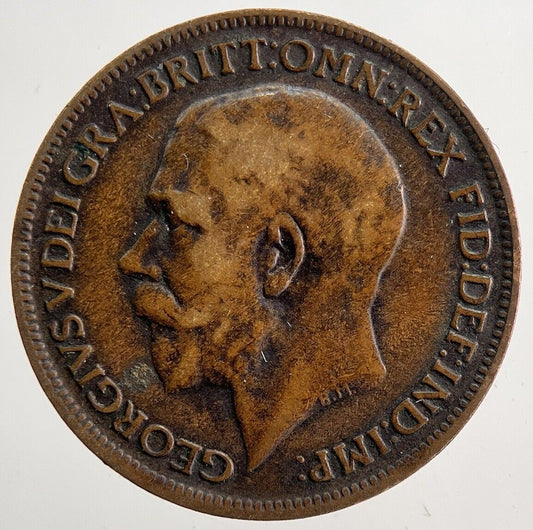 GEORGIVS V DEI GRA:BRITT:OMN:REX FID:DEF:IND:IMP:
B.M.